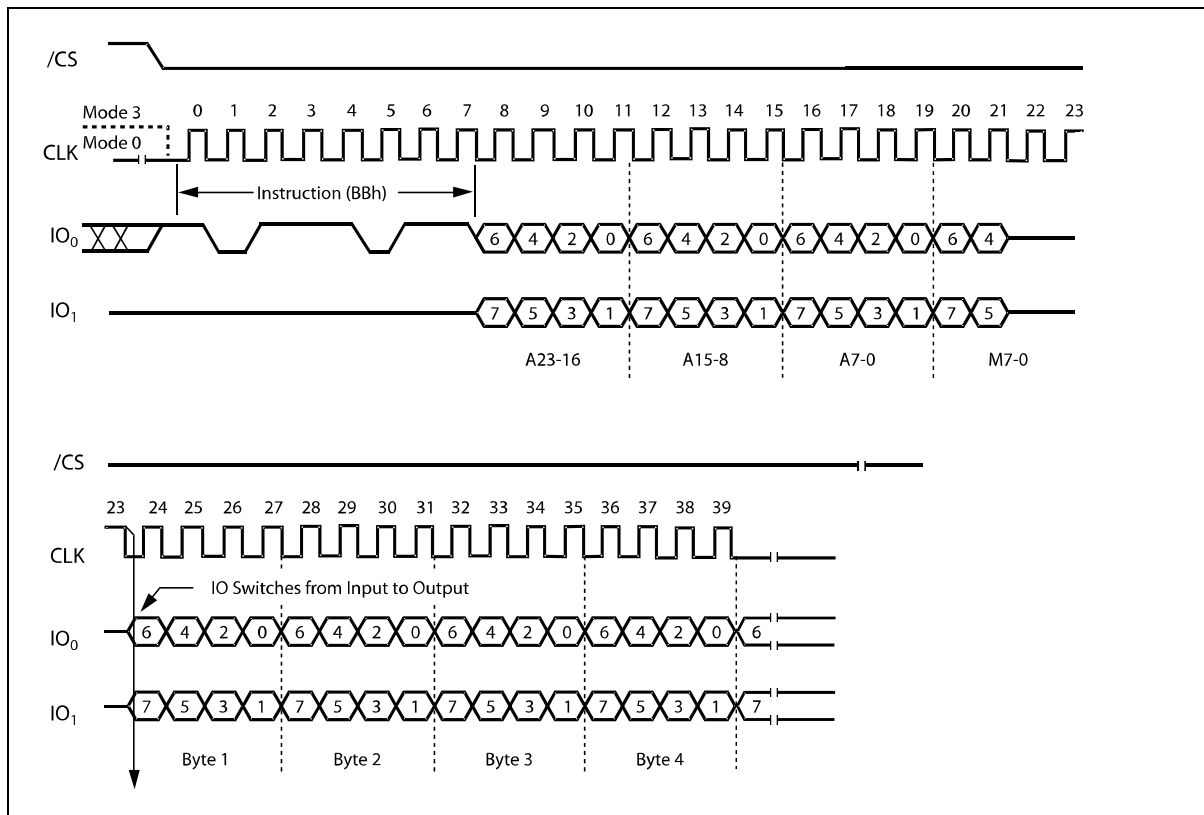 /CS
0 1 2 3 4 5 6 7 8 9 10 11 12 13 14 15 16 17 18 19 20 21 22 23
Mode 3
Mode 0
CLK
Instruction (BBh)
IO0 6 4 2 0 6 4 2 0 6 4 2 0 6 4
IO1 7 5 3 1 7 5 3 1 7 5 3 1 7 5
A23-16 A15-8 A7-0 M7-0
/CS
23 24 25 26 27 28 29 30 31 32 33 34 35 36 37 38 39
CLK
IO Switches from Input to Output
IO0 6 4 2 0 6 4 2 0 6 4 2 0 6 4 2 0 6
IO1 7 5 3 1 7 5 3 1 7 5 3 1 7 5 3 1 7
Byte 1 Byte 2 Byte 3 Byte 4